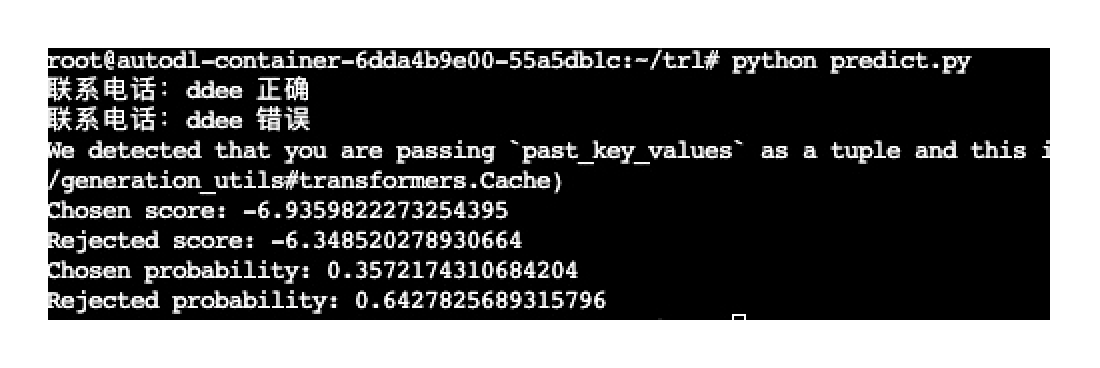 root@autodl-container-6dda4b9e00-55a5db1c:~/trl# python predict.py
联系电话: ddee 正确
联系电话: ddee 错误
We detected that you are passing `past_key_values` as a tuple and this i
/generation_utils#transformers.Cache)
Chosen score: -6.9359822273254395
Rejected score: -6.348520278930664
Chosen probability: 0.3572174310684204
Rejected probability: 0.6427825689315796